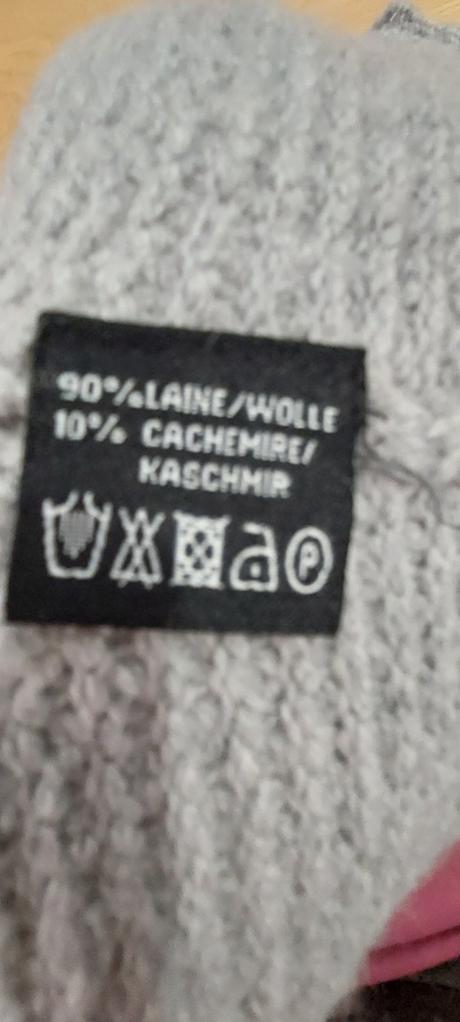 90% LAINE/WOLLE
10% CACHEMIRE/
KASCHMIR
P